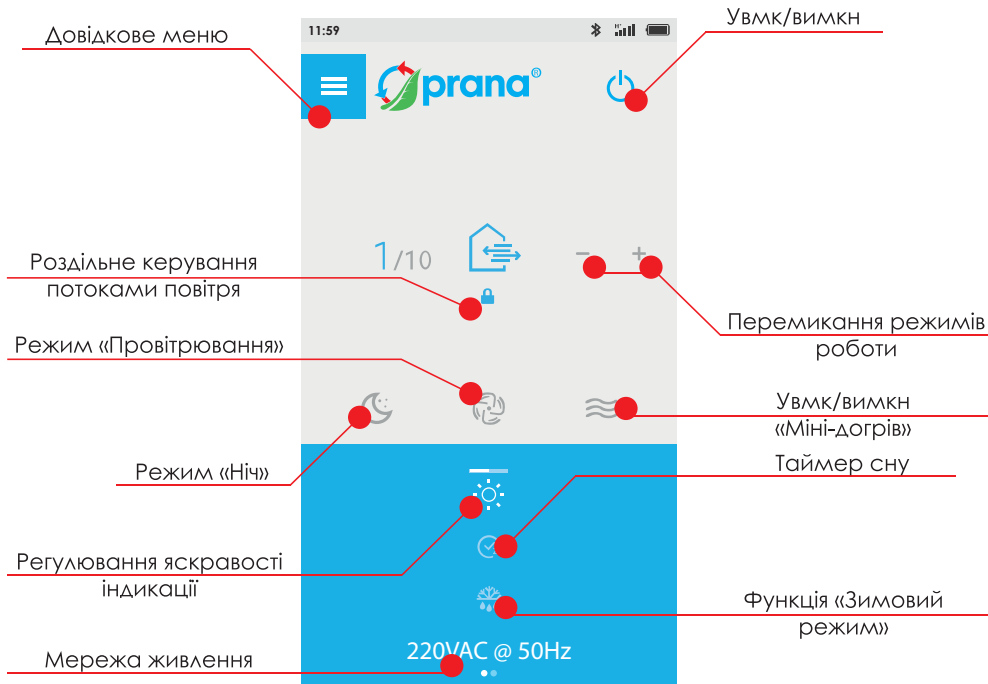 Довідкове меню
Увмк/вимкн
11:59
prana®
1/10
− +
Роздільне керування
потоками повітря
Перемикання режимів
роботи
Режим «Провітрювання»
Увмк/вимкн
«Міні-догрів»
Режим «Ніч»
Таймер сну
Регулювання яскравості
індикації
Функція «Зимовий
режим»
Мережа живлення
220VAC @ 50Hz